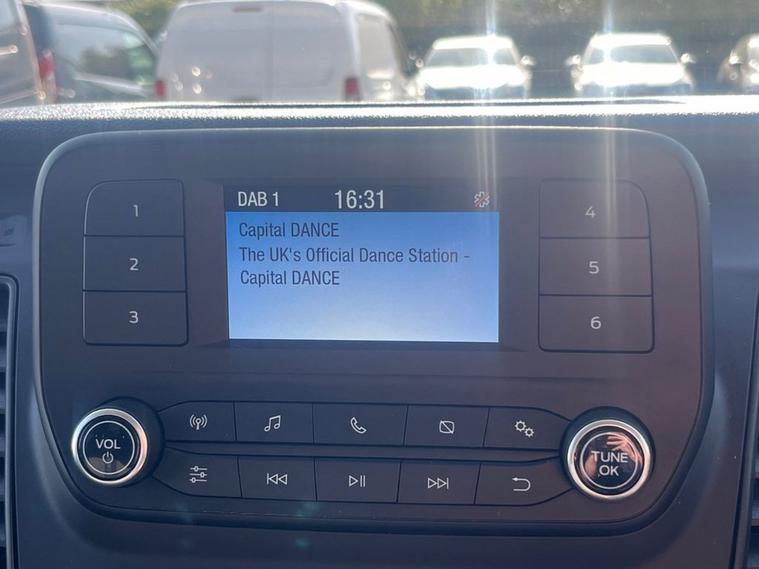 DAB 1 16:31
Capital DANCE
The UK's Official Dance Station -
Capital DANCE
1
2
3
4
5
6
VOL
TUNE
OK